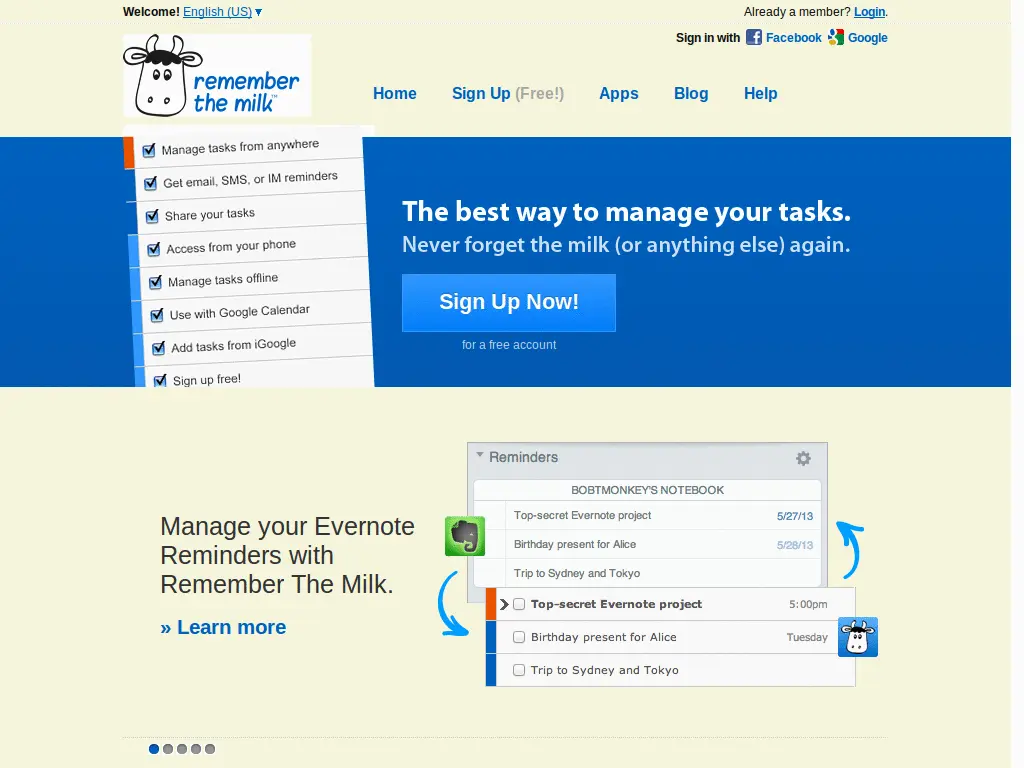 Welcome! English (US) ▼
Already a member? Login.
Sign in with Facebook Google
remember
the milk™
Home Sign Up (Free!) Apps Blog Help
Manage tasks from anywhere
Get email, SMS, or IM reminders
Share your tasks
Access from your phone
Manage tasks offline
Use with Google Calendar
Add tasks from iGoogle
Sign up free!
The best way to manage your tasks.
Never forget the milk (or anything else) again.
Sign Up Now!
for a free account
Manage your Evernote
Reminders with
Remember The Milk.
» Learn more
Reminders
BOBTMONKEY'S NOTEBOOK
Top-secret Evernote project 5/27/13
Birthday present for Alice 5/28/13
Trip to Sydney and Tokyo
Top-secret Evernote project 5:00pm
Birthday present for Alice Tuesday
Trip to Sydney and Tokyo